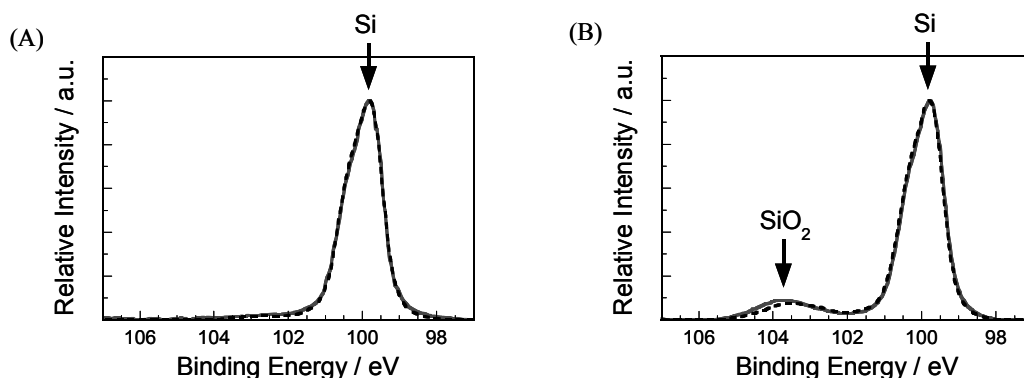 (A)
Si
Relative Intensity / a.u.
106 104 102 100 98
Binding Energy / eV
(B)
Si
SiO₂
Relative Intensity / a.u.
106 104 102 100 98
Binding Energy / eV